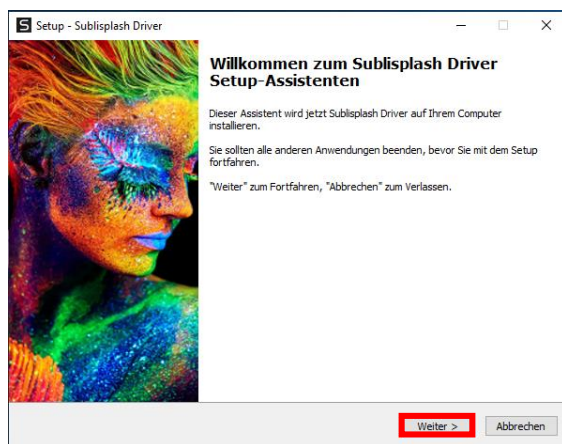 S Setup - Sublisplash Driver
Willkommen zum Sublisplash Driver
Setup-Assistenten
Dieser Assistent wird jetzt Sublisplash Driver auf Ihrem Computer
installieren.
Sie sollten alle anderen Anwendungen beenden, bevor Sie mit dem Setup
fortfahren.
"Weiter" zum Fortfahren, "Abbrechen" zum Verlassen.
Weiter > Abbrechen